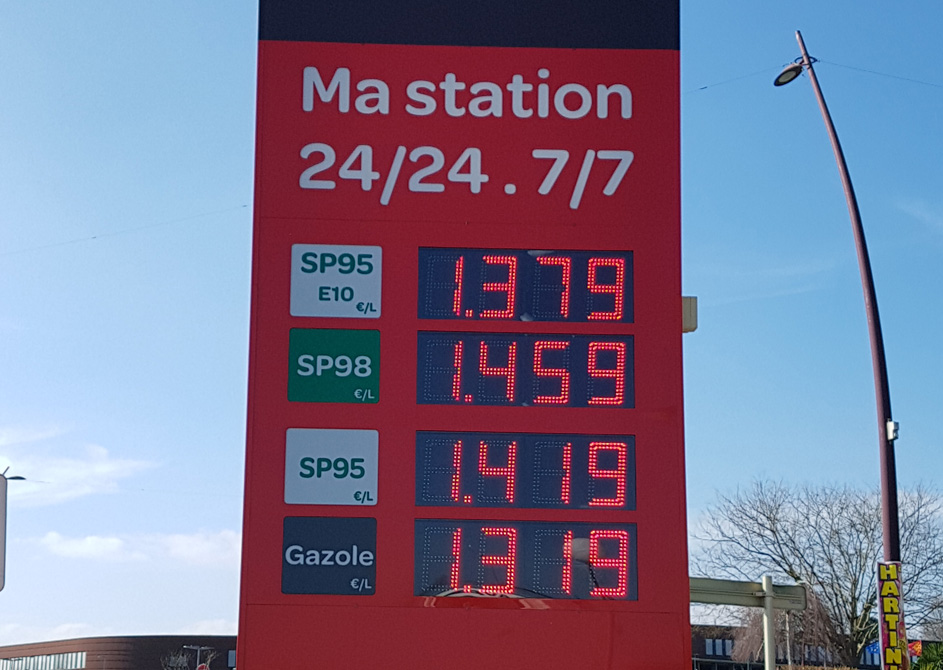 Ma station
24/24 . 7/7
SP95
E10
€/L
1.379
SP98
€/L
1.459
SP95
€/L
1.419
Gazole
€/L
1.319